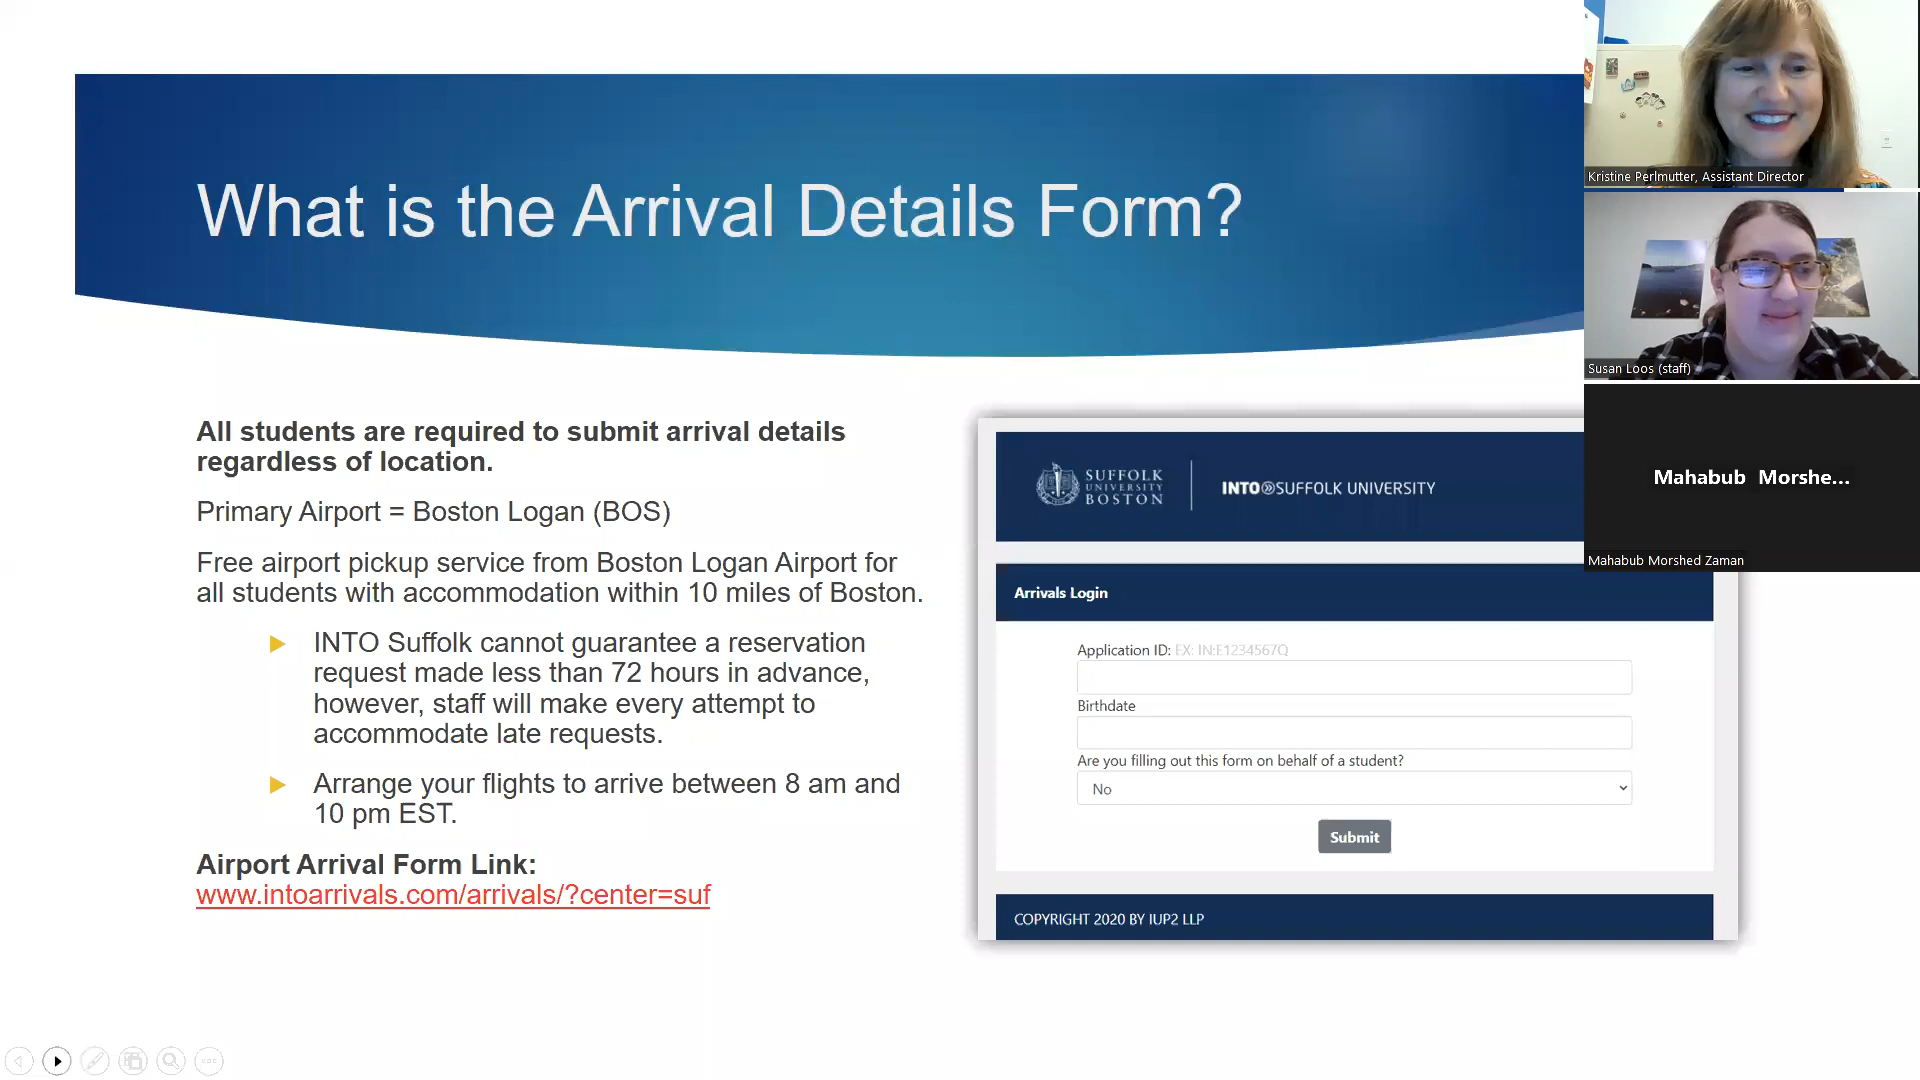 What is the Arrival Details Form?
All students are required to submit arrival details
regardless of location.
Primary Airport = Boston Logan (BOS)
Free airport pickup service from Boston Logan Airport for
all students with accommodation within 10 miles of Boston.
INTO Suffolk cannot guarantee a reservation
request made less than 72 hours in advance,
however, staff will make every attempt to
accommodate late requests.
Arrange your flights to arrive between 8 am and
10 pm EST.
Airport Arrival Form Link:
www.intoarrivals.com/arrivals/?center=suf
SUFFOLK
UNIVERSITY
BOSTON
INTO SUFFOLK UNIVERSITY
Arrivals Login
Application ID: EX: IN:E1234567Q
Birthdate
Are you filling out this form on behalf of a student?
No
Submit
COPYRIGHT 2020 BY IUP2 LLP
Kristine Perlmutter, Assistant Director
Susan Loos (staff)
Mahabub Morshe...
Mahabub Morshed Zaman